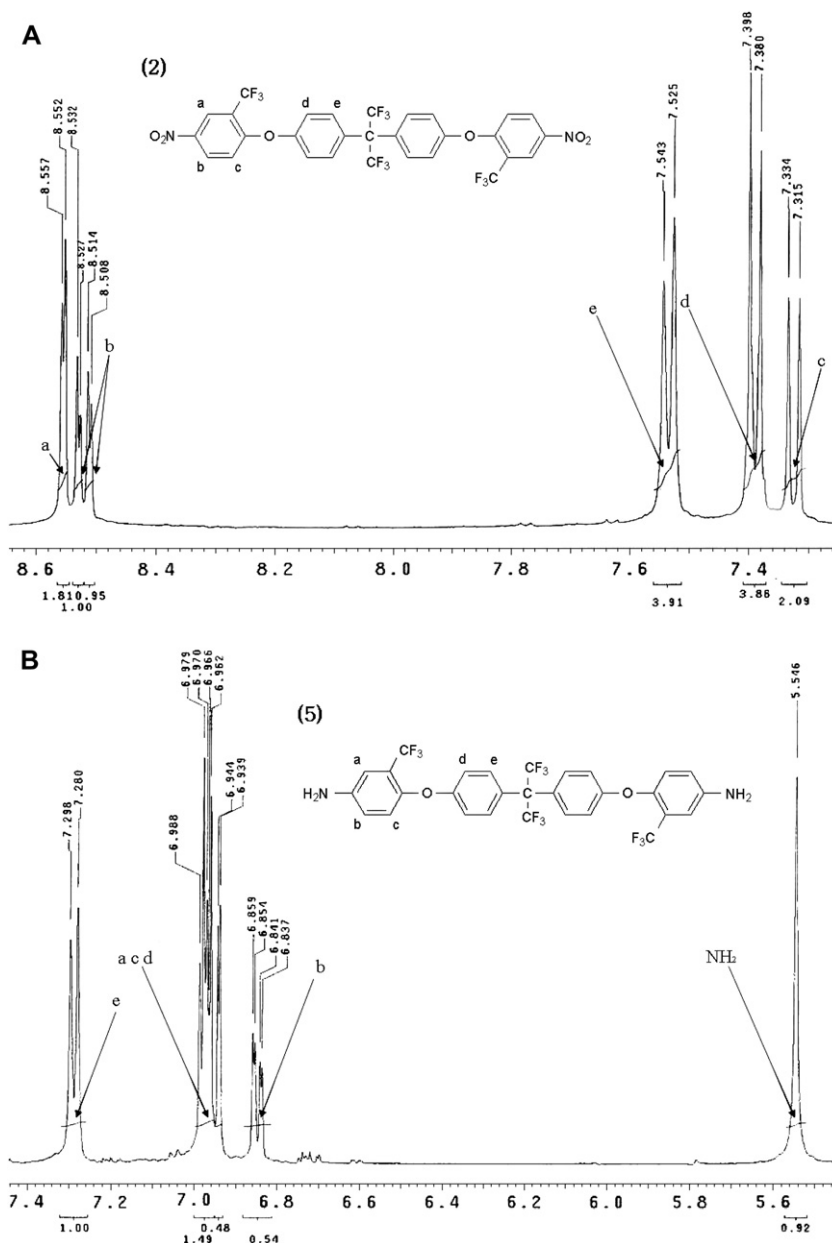 A
(2)
8.557
8.552
8.532
8.527
8.514
8.508
7.543
7.525
7.398
7.380
7.334
7.315
CF₃
a
O₂N
b
c
O
d
e
CF₃
CF₃
O
NO₂
F₃C
a
b
e
d
c
8.6 8.4 8.2 8.0 7.8 7.6 7.4
1.81 0.95
1.00
3.91
3.86
2.09
B
(5)
6.988
6.979
6.970
6.966
6.962
6.944
6.939
7.298
7.280
6.859
6.854
6.841
6.837
5.546
CF₃
a
H₂N
b
c
O
d
e
CF₃
CF₃
O
NH₂
F₃C
e
a c d
b
NH₂
7.4 7.2 7.0 6.8 6.6 6.4 6.2 6.0 5.8 5.6
1.00
0.48
1.49
0.54
0.92